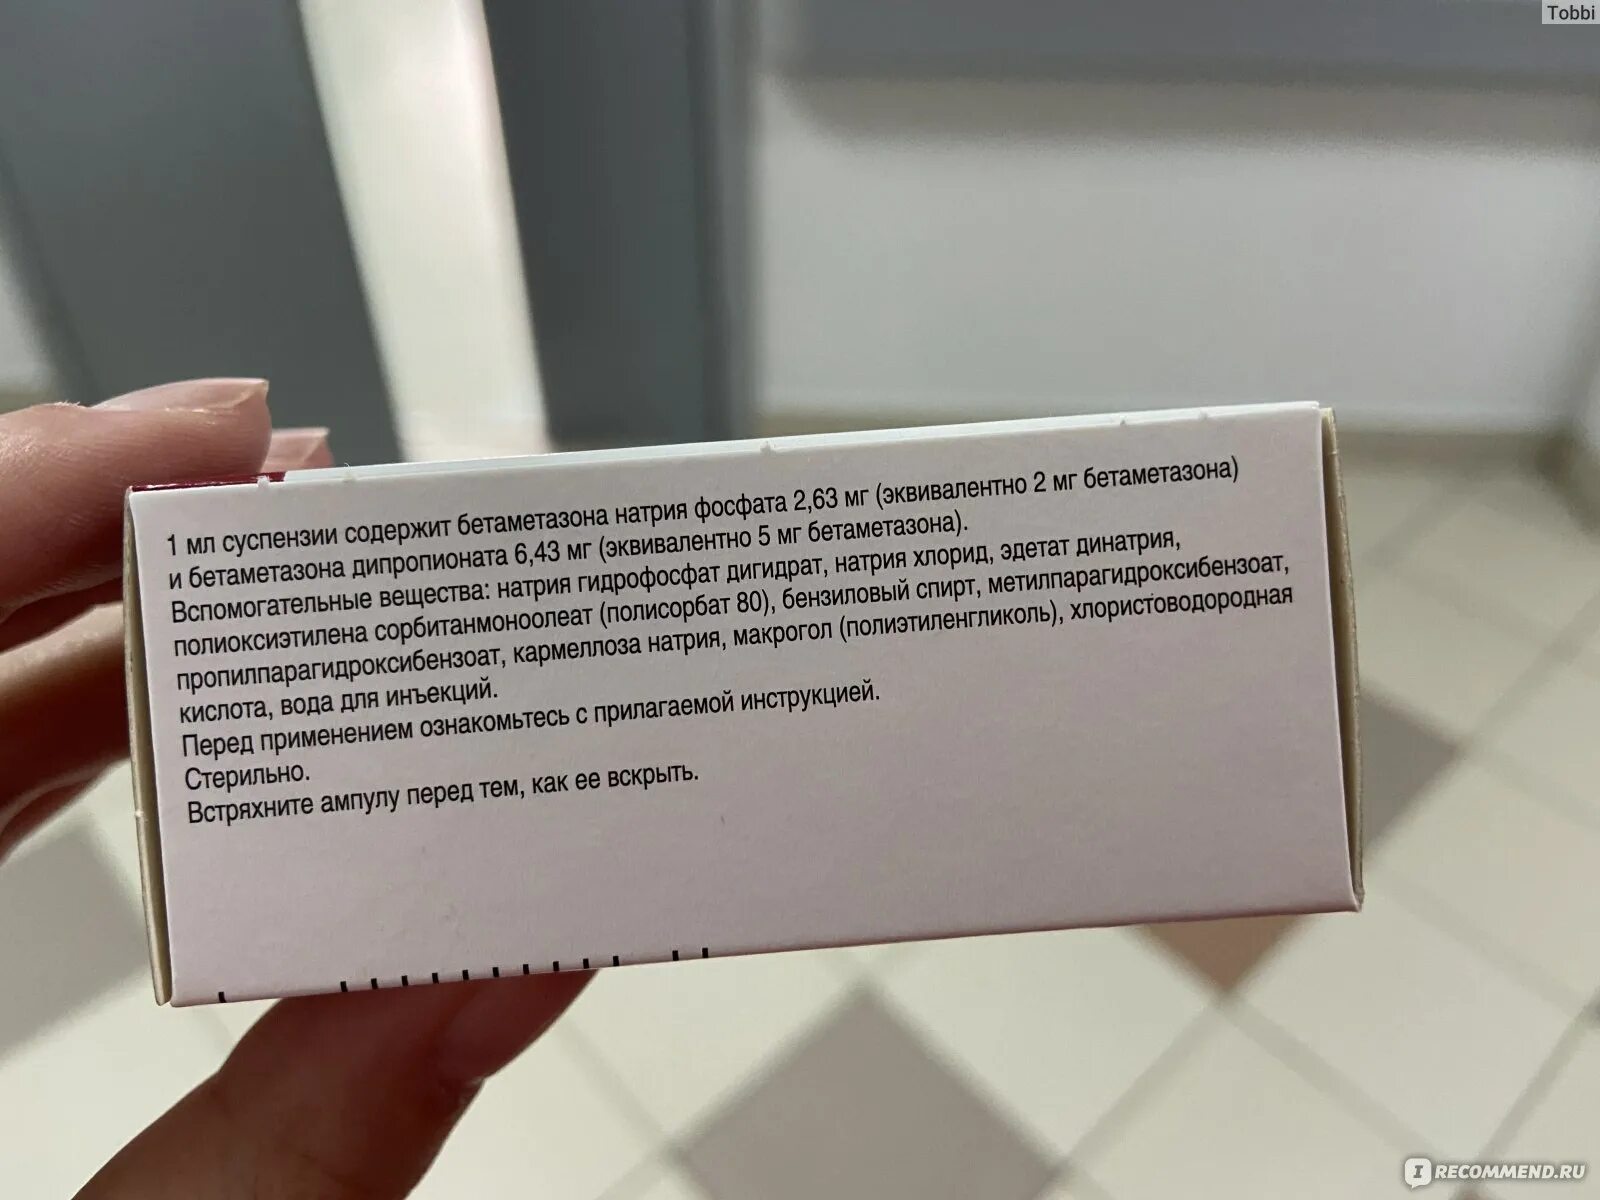 Tobbi
1 мл суспензии содержит бетаметазона натрия фосфата 2,63 мг (эквивалентно 2 мг бетаметазона)
и бетаметазона дипропионата 6,43 мг (эквивалентно 5 мг бетаметазона).
Вспомогательные вещества: натрия гидрофосфат дигидрат, натрия хлорид, эдетат динатрия,
полиоксиэтилена сорбитанмоноолеат (полисорбат 80), бензиловый спирт, метилпарагидроксибензоат,
пропилпарагидроксибензоат, кармеллоза натрия, макрогол (полиэтиленгликоль), хлористоводородная
кислота, вода для инъекций.
Перед применением ознакомьтесь с прилагаемой инструкцией.
Стерильно.
Встряхните ампулу перед тем, как ее вскрыть.
IRECOMMEND.RU